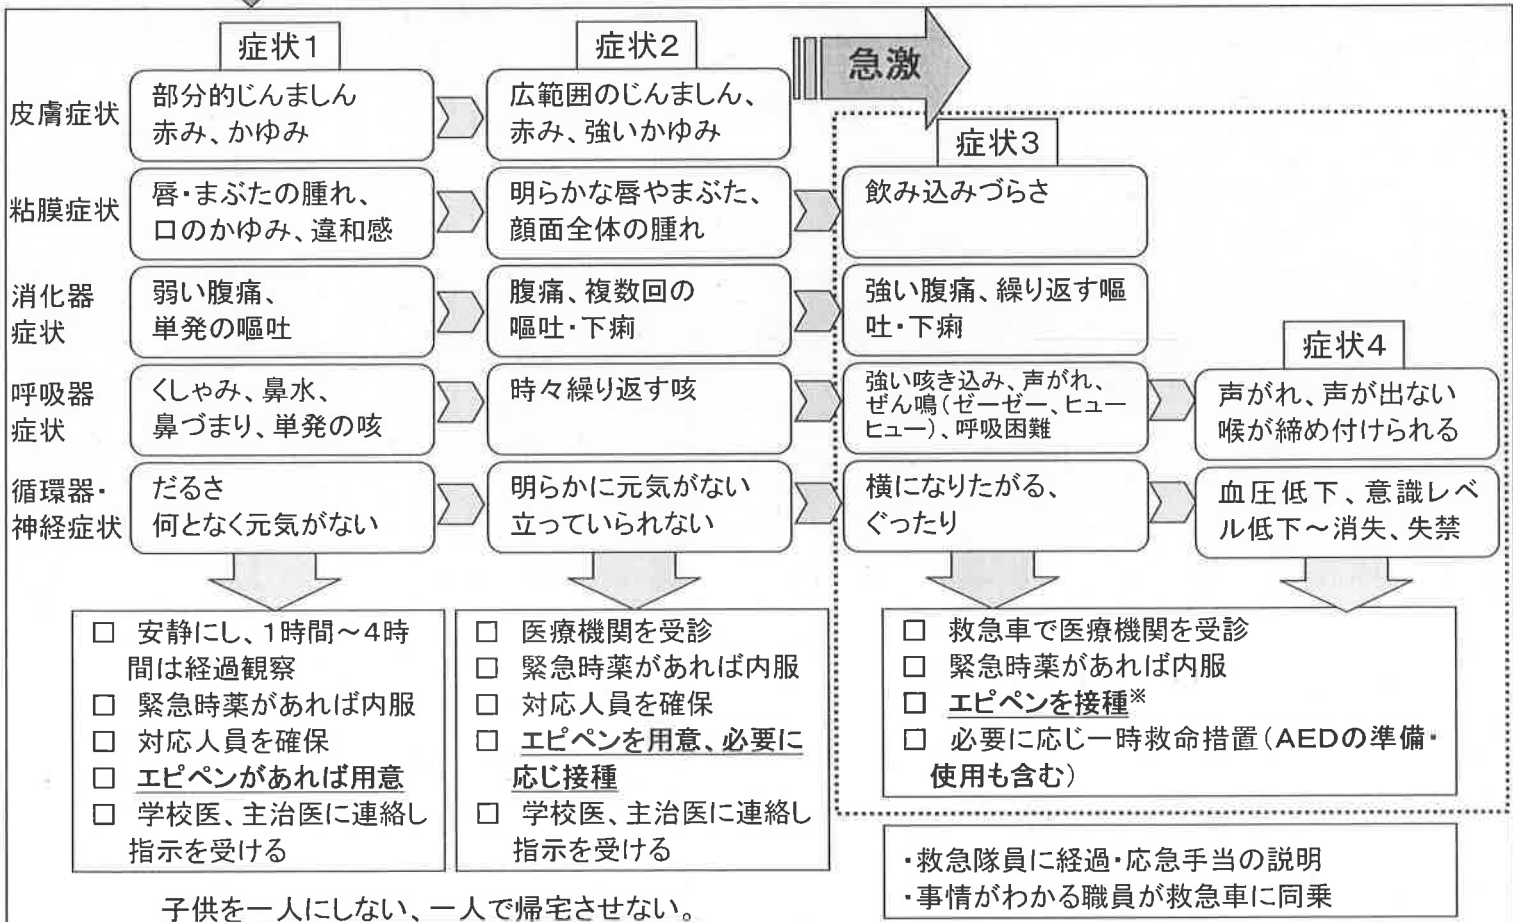 症状1
症状2
急激
皮膚症状
部分的じんましん
赤み、かゆみ
広範囲のじんましん、
赤み、強いかゆみ
症状3
粘膜症状
唇・まぶたの腫れ、
口のかゆみ、違和感
明らかな唇やまぶた、
顔面全体の腫れ
飲み込みづらさ
消化器
症状
弱い腹痛、
単発の嘔吐
腹痛、複数回の
嘔吐・下痢
強い腹痛、繰り返す嘔
吐・下痢
症状4
呼吸器
症状
くしゃみ、鼻水、
鼻づまり、単発の咳
時々繰り返す咳
強い咳き込み、声がれ、
ぜん鳴(ゼーゼー、ヒュー
ヒュー)、呼吸困難
声がれ、声が出ない
喉が締め付けられる
循環器・
神経症状
だるさ
何となく元気がない
明らかに元気がない
立っていられない
横になりたがる、
ぐったり
血圧低下、意識レベ
ル低下～消失、失禁
□ 安静にし、1時間～4時
間は経過観察
□ 緊急時薬があれば内服
□ 対応人員を確保
□ エピペンがあれば用意
□ 学校医、主治医に連絡し
指示を受ける
□ 医療機関を受診
□ 緊急時薬があれば内服
□ 対応人員を確保
□ エピペンを用意、必要に
応じ接種
□ 学校医、主治医に連絡し
指示を受ける
□ 救急車で医療機関を受診
□ 緊急時薬があれば内服
□ エピペンを接種※
□ 必要に応じ一時救命措置(AEDの準備・
使用も含む)
・救急隊員に経過・応急手当の説明
・事情がわかる職員が救急車に同乗
子供を一人にしない、一人で帰宅させない。